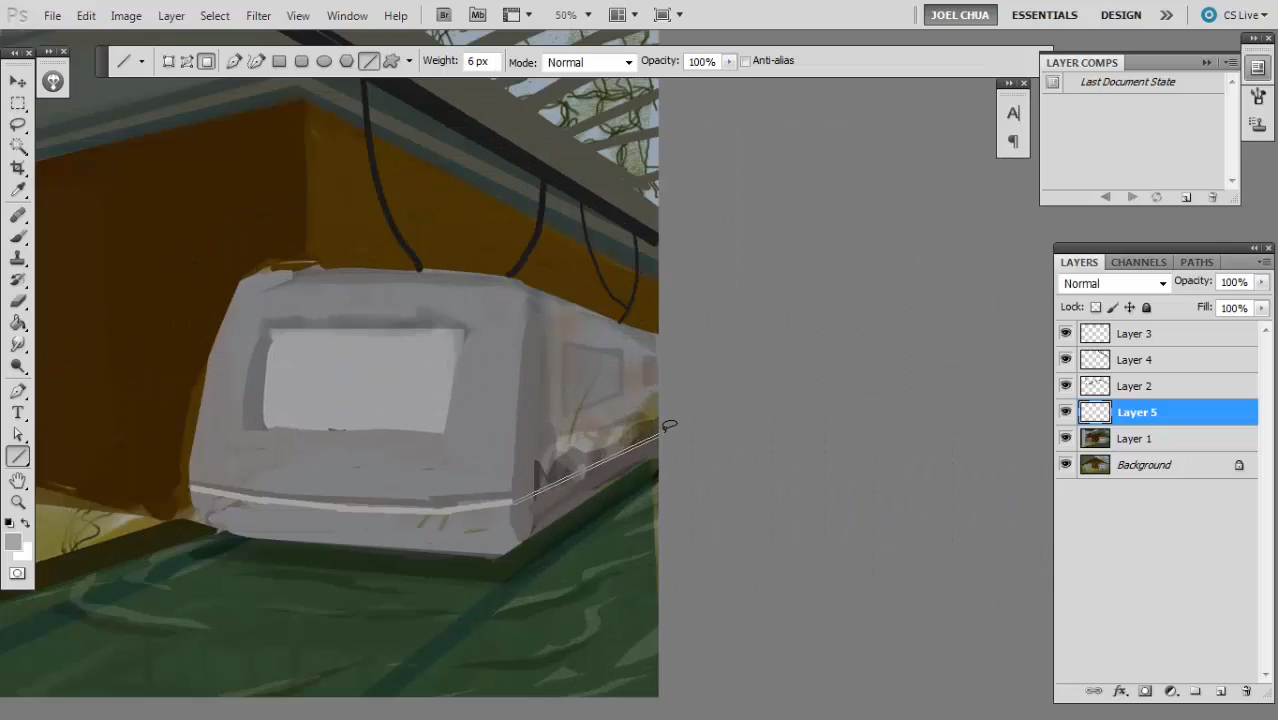 Ps File Edit Image Layer Select Filter View Window Help Br Mb 50% JOEL CHUA ESSENTIALS DESIGN CS Live
Weight: 6 px Mode: Normal Opacity: 100% Anti-alias
LAYER COMPS
Last Document State
A
LAYERS CHANNELS PATHS
Normal Opacity: 100%
Lock: Fill: 100%
Layer 3
Layer 4
Layer 2
Layer 5
Layer 1
Background
T
fx